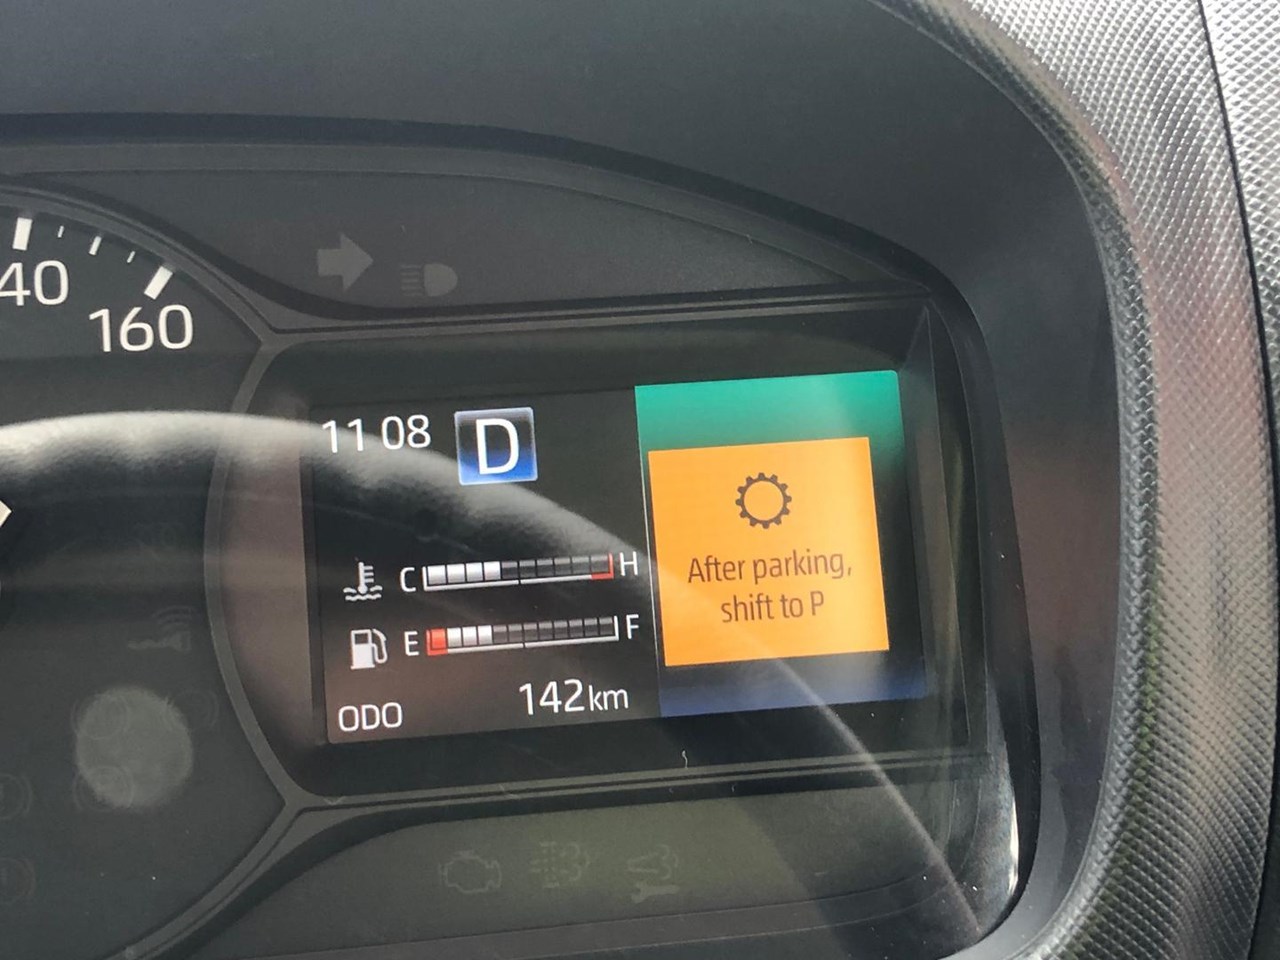 40
160
11 08
D
C H
E F
ODO 142km
After parking,
shift to P